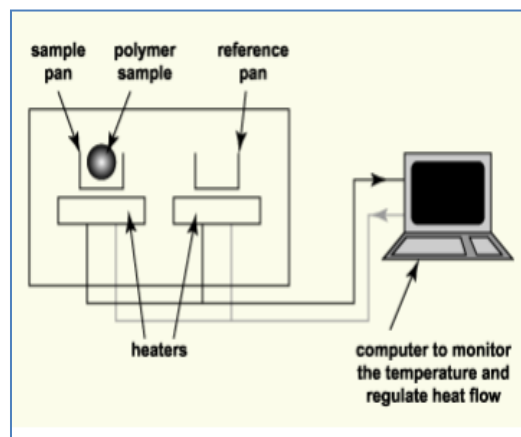 sample pan
polymer sample
reference pan
heaters
computer to monitor
the temperature and
regulate heat flow